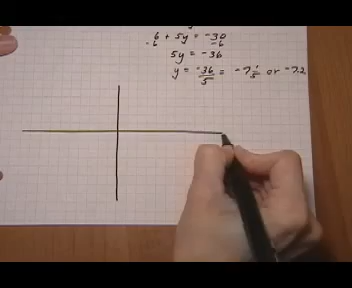 6 + 5y = -30
-6 -6
5y = -36
y = -36/5 = -7 1/5 or -7.2